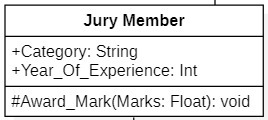 Jury Member
+Category: String
+Year_Of_Experience: Int
#Award_Mark(Marks: Float): void